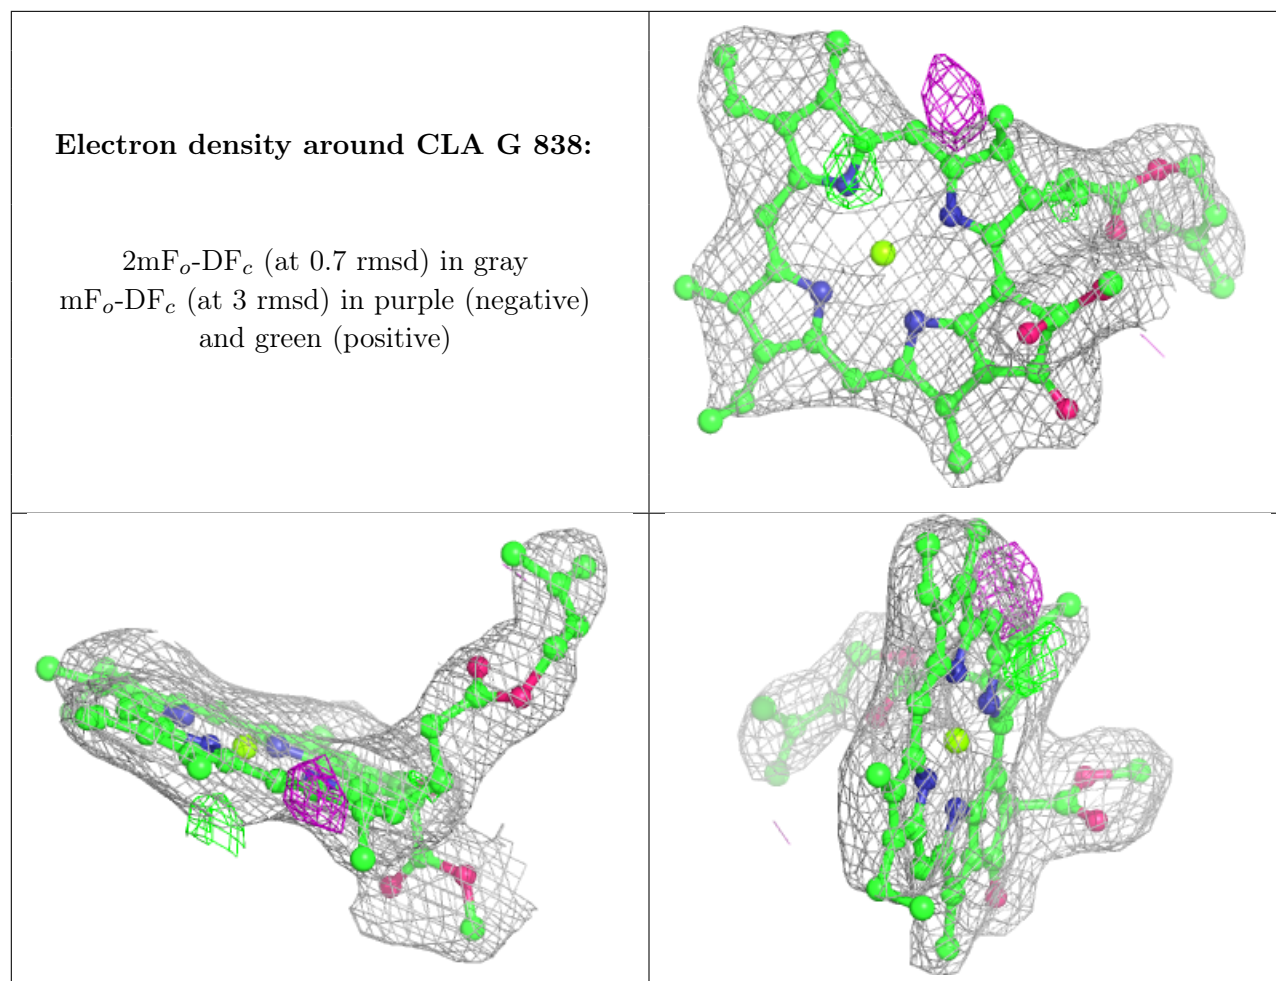 Electron density around CLA G 838:
2mFo-DFc (at 0.7 rmsd) in gray
mFo-DFc (at 3 rmsd) in purple (negative)
and green (positive)